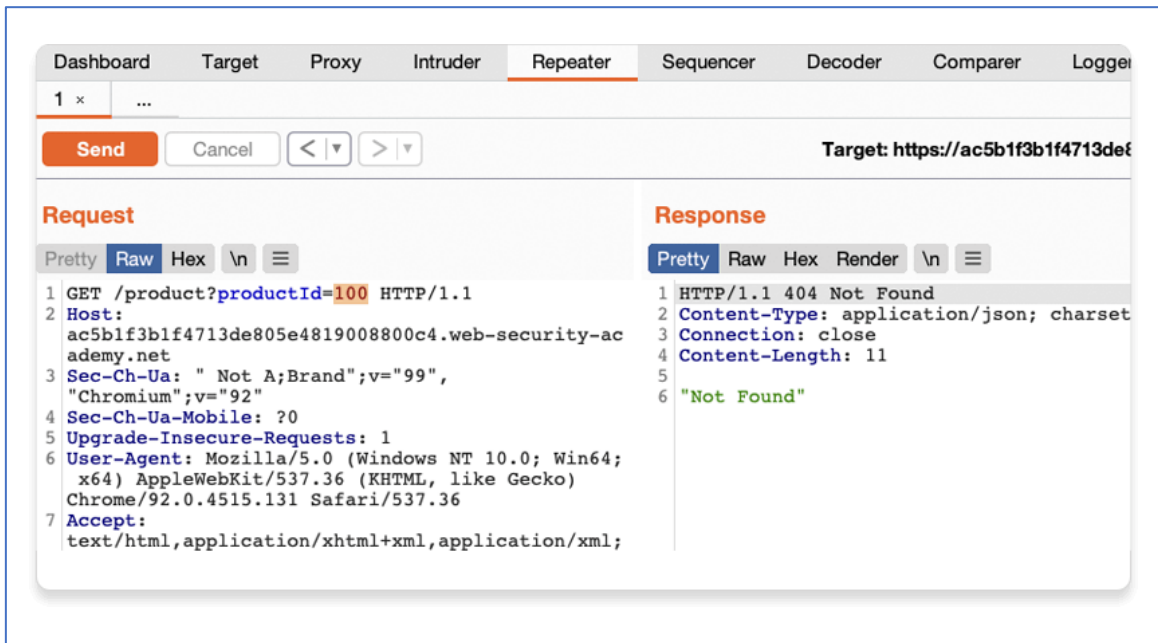 Dashboard Target Proxy Intruder Repeater Sequencer Decoder Comparer Logger
1 × ...
Send Cancel < ▼ > ▼ Target: https://ac5b1f3b1f4713de8
Request
Pretty Raw Hex \n ☰
1 GET /product?productId=100 HTTP/1.1
2 Host:
ac5b1f3b1f4713de805e4819008800c4.web-security-ac
ademy.net
3 Sec-Ch-Ua: " Not A;Brand";v="99",
"Chromium";v="92"
4 Sec-Ch-Ua-Mobile: ?0
5 Upgrade-Insecure-Requests: 1
6 User-Agent: Mozilla/5.0 (Windows NT 10.0; Win64;
x64) AppleWebKit/537.36 (KHTML, like Gecko)
Chrome/92.0.4515.131 Safari/537.36
7 Accept:
text/html,application/xhtml+xml,application/xml;
Response
Pretty Raw Hex Render \n ☰
1 HTTP/1.1 404 Not Found
2 Content-Type: application/json; charset
3 Connection: close
4 Content-Length: 11
5
6 "Not Found"